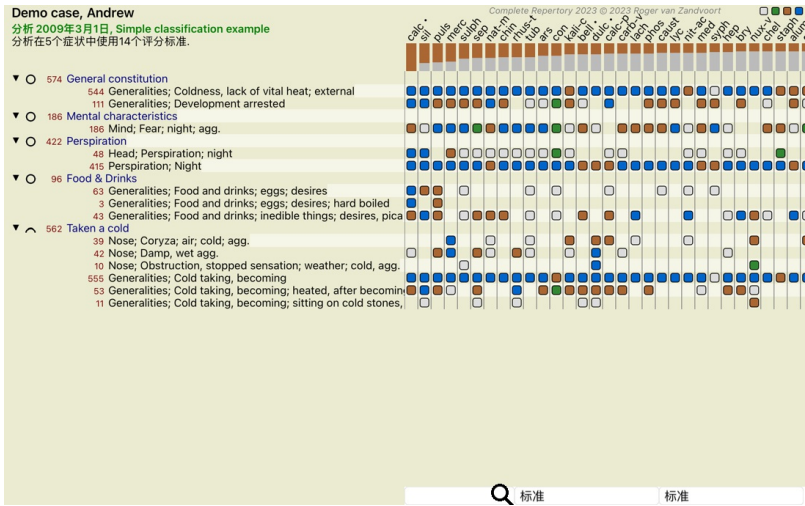 Demo case, Andrew
Complete Repertory 2023 © 2023 Roger van Zandvoort
分析 2009年3月1日, Simple classification example
分析在5个症状中使用14个评分标准.
calc • sil puls merc sulph sep nat-m chin rhus-t tub ars con kali-c bell • dulc • calc-p carb-v lach phos caust lyc nit-ac med syph hep bry nux-v chel staph alum
574 General constitution
544 Generalities; Coldness, lack of vital heat; external
111 Generalities; Development arrested
186 Mental characteristics
186 Mind; Fear; night; agg.
422 Perspiration
48 Head; Perspiration; night
415 Perspiration; Night
96 Food & Drinks
63 Generalities; Food and drinks; eggs; desires
3 Generalities; Food and drinks; eggs; desires; hard boiled
43 Generalities; Food and drinks; inedible things; desires, pica
562 Taken a cold
39 Nose; Coryza; air; cold; agg.
42 Nose; Damp, wet agg.
10 Nose; Obstruction, stopped sensation; weather; cold, agg.
555 Generalities; Cold taking, becoming
53 Generalities; Cold taking, becoming; heated, after becomin
11 Generalities; Cold taking, becoming; sitting on cold stones,
标准 标准